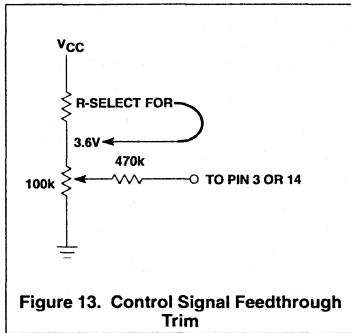 VCC
R-SELECT FOR
3.6V
470k
100k
TO PIN 3 OR 14
Figure 13. Control Signal Feedthrough
Trim